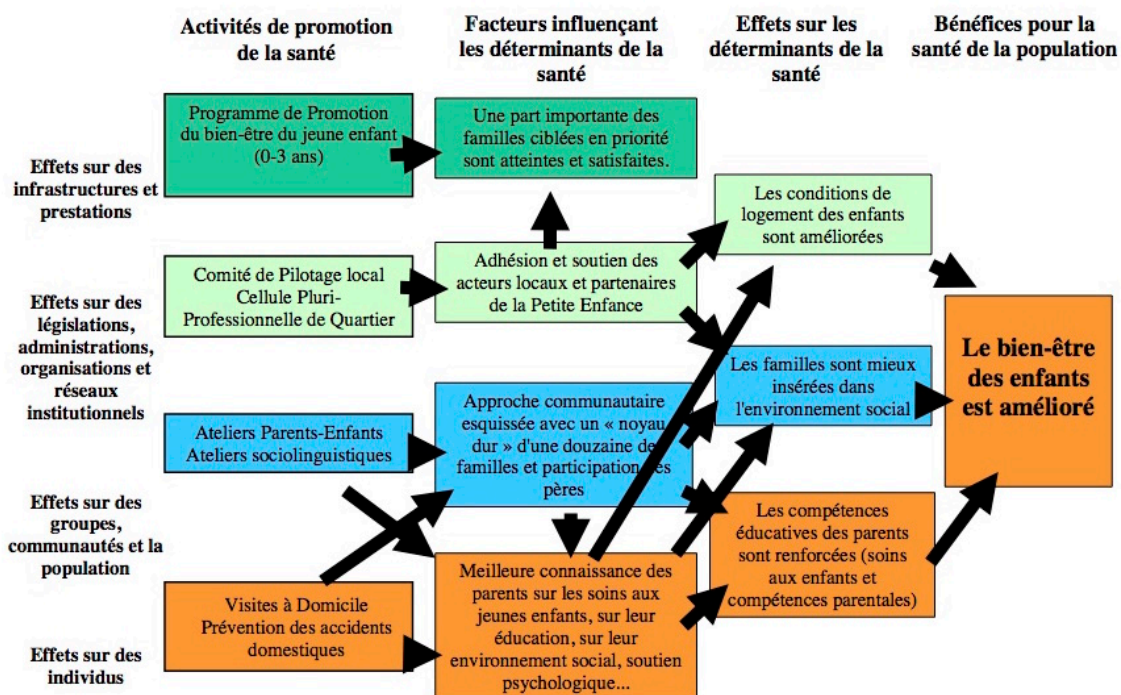 Activités de promotion
de la santé
Facteurs influençant
les déterminants de la
santé
Effets sur les
déterminants de la
santé
Bénéfices pour la
santé de la population
Effets sur des
infrastructures et
prestations
Programme de Promotion
du bien-être du jeune enfant
(0-3 ans)
Une part importante des
familles ciblées en priorité
sont atteintes et satisfaites.
Les conditions de
logement des enfants
sont améliorées
Effets sur des
législations,
administrations,
organisations et
réseaux
institutionnels
Comité de Pilotage local
Cellule Pluri-
Professionnelle de Quartier
Adhésion et soutien des
acteurs locaux et partenaires
de la Petite Enfance
Les familles sont mieux
insérées dans
l'environnement social
Le bien-être
des enfants
est amélioré
Ateliers Parents-Enfants
Ateliers sociolinguistiques
Approche communautaire
esquissée avec un « noyau
dur » d'une douzaine de
familles et participation des
pères
Effets sur des
groupes,
communautés et la
population
Les compétences
éducatives des parents
sont renforcées (soins
aux enfants et
compétences parentales)
Visites à Domicile
Prévention des accidents
domestiques
Meilleure connaissance des
parents sur les soins aux
jeunes enfants, sur leur
éducation, sur leur
environnement social, soutien
psychologique...
Effets sur des
individus